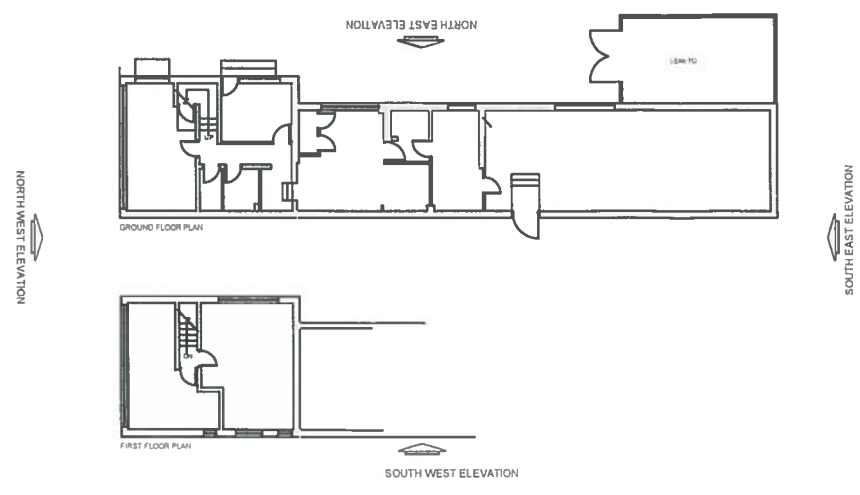 NORTH EAST ELEVATION
LEAN TO
UP
NORTH WEST ELEVATION
SOUTH EAST ELEVATION
GROUND FLOOR PLAN
DN
FIRST FLOOR PLAN
SOUTH WEST ELEVATION